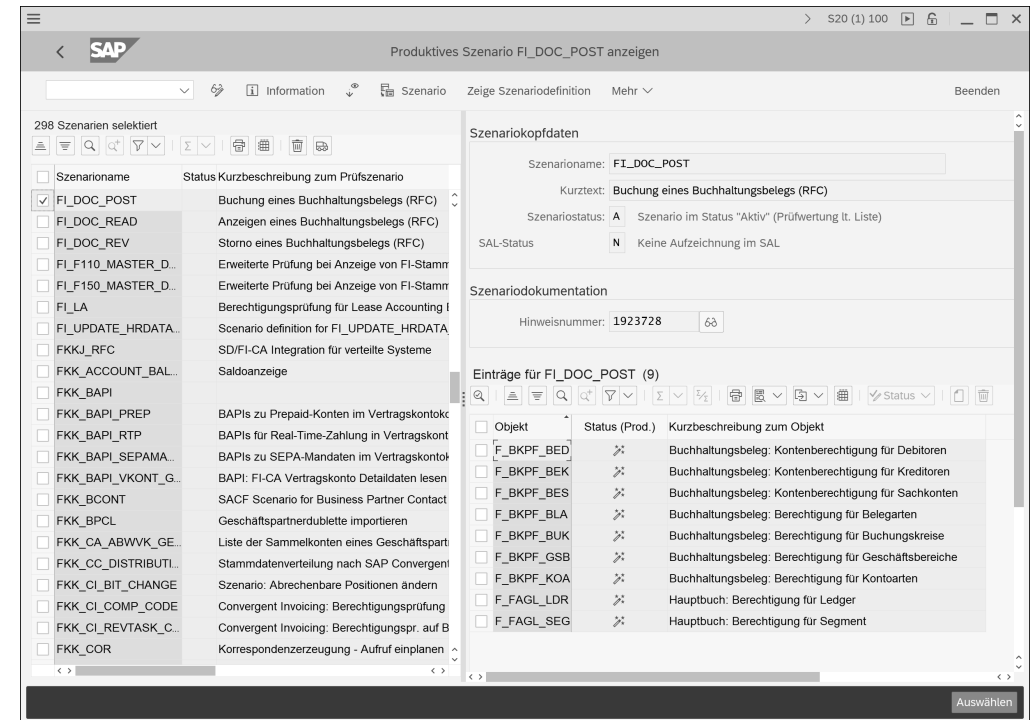 S20 (1) 100
SAP
Produktives Szenario FI_DOC_POST anzeigen
Information
Szenario
Zeige Szenariodefinition
Mehr
Beenden
298 Szenarien selektiert
Szenarioname Status Kurzbeschreibung zum Prüfszenario
FI_DOC_POST Buchung eines Buchhaltungsbelegs (RFC)
FI_DOC_READ Anzeigen eines Buchhaltungsbelegs (RFC)
FI_DOC_REV Storno eines Buchhaltungsbelegs (RFC)
FI_F110_MASTER_D... Erweiterte Prüfung bei Anzeige von FI-Stamm
FI_F150_MASTER_D... Erweiterte Prüfung bei Anzeige von FI-Stamm
FI_LA Berechtigungsprüfung für Lease Accounting
FI_UPDATE_HRDATA... Scenario definition for FI_UPDATE_HRDATA_
FKKJ_RFC SD/FI-CA Integration für verteilte Systeme
FKK_ACCOUNT_BAL... Saldoanzeige
FKK_BAPI
FKK_BAPI_PREP BAPIs zu Prepaid-Konten im Vertragskontok
FKK_BAPI_RTP BAPIs für Real-Time-Zahlung in Vertragskont
FKK_BAPI_SEPAMA... BAPIs zu SEPA-Mandaten im Vertragskontok
FKK_BAPI_VKONT_G... BAPI: FI-CA Vertragskonto Detaildaten lesen
FKK_BCONT SACF Scenario for Business Partner Contact
FKK_BPCL Geschäftspartnerdublette importieren
FKK_CA_ABWVK_GE... Liste der Sammelkonten eines Geschäftsparti
FKK_CC_DISTRIBUTI... Stammdatenverteilung nach SAP Convergent
FKK_CI_BIT_CHANGE Szenario: Abrechenbare Positionen ändern
FKK_CI_COMP_CODE Convergent Invoicing: Berechtigungsprüfung
FKK_CI_REVTASK_C... Convergent Invoicing: Berechtigungspr. auf B
FKK_COR Korrespondenzerzeugung - Aufruf einplanen
Szenariokopfdaten
Szenarioname: FI_DOC_POST
Kurztext: Buchung eines Buchhaltungsbelegs (RFC)
Szenariostatus: A Szenario im Status "Aktiv" (Prüfwertung lt. Liste)
SAL-Status N Keine Aufzeichnung im SAL
Szenariodokumentation
Hinweisnummer: 1923728
Einträge für FI_DOC_POST (9)
Status
Objekt Status (Prod.) Kurzbeschreibung zum Objekt
F_BKPF_BED Buchhaltungsbeleg: Kontenberechtigung für Debitoren
F_BKPF_BEK Buchhaltungsbeleg: Kontenberechtigung für Kreditoren
F_BKPF_BES Buchhaltungsbeleg: Kontenberechtigung für Sachkonten
F_BKPF_BLA Buchhaltungsbeleg: Berechtigung für Belegarten
F_BKPF_BUK Buchhaltungsbeleg: Berechtigung für Buchungskreise
F_BKPF_GSB Buchhaltungsbeleg: Berechtigung für Geschäftsbereiche
F_BKPF_KOA Buchhaltungsbeleg: Berechtigung für Kontoarten
F_FAGL_LDR Hauptbuch: Berechtigung für Ledger
F_FAGL_SEG Hauptbuch: Berechtigung für Segment
Auswählen